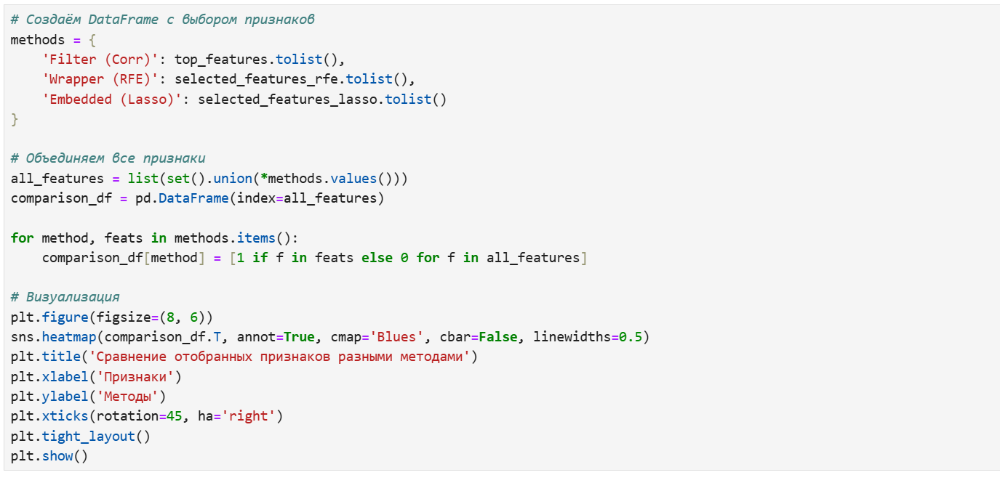 # Создаём DataFrame с выбором признаков
methods = {
    'Filter (Corr)': top_features.tolist(),
    'Wrapper (RFE)': selected_features_rfe.tolist(),
    'Embedded (Lasso)': selected_features_lasso.tolist()
}
# Объединяем все признаки
all_features = list(set().union(*methods.values()))
comparison_df = pd.DataFrame(index=all_features)
for method, feats in methods.items():
    comparison_df[method] = [1 if f in feats else 0 for f in all_features]
# Визуализация
plt.figure(figsize=(8, 6))
sns.heatmap(comparison_df.T, annot=True, cmap='Blues', cbar=False, linewidths=0.5)
plt.title('Сравнение отобранных признаков разными методами')
plt.xlabel('Признаки')
plt.ylabel('Методы')
plt.xticks(rotation=45, ha='right')
plt.tight_layout()
plt.show()